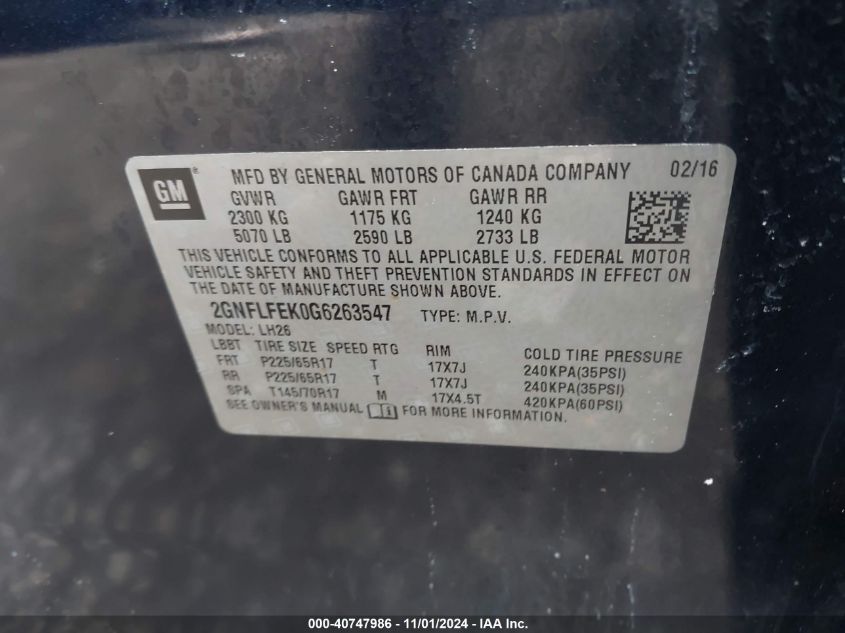 GM ® MFD BY GENERAL MOTORS OF CANADA COMPANY 02/16
GVWR GAWR FRT GAWR RR
2300 KG 1175 KG 1240 KG
5070 LB 2590 LB 2733 LB
THIS VEHICLE CONFORMS TO ALL APPLICABLE U.S. FEDERAL MOTOR
VEHICLE SAFETY AND THEFT PREVENTION STANDARDS IN EFFECT ON
THE DATE OF MANUFACTURE SHOWN ABOVE.
2GNFLFEK0G6263547 TYPE: M.P.V.
MODEL: LH26
LBBT TIRE SIZE SPEED RTG RIM COLD TIRE PRESSURE
FRT P225/65R17 T 17X7J 240KPA(35PSI)
RR P225/65R17 T 17X7J 240KPA(35PSI)
SPA T145/70R17 M 17X4.5T 420KPA(60PSI)
SEE OWNER'S MANUAL FOR MORE INFORMATION.
000-40747986 - 11/01/2024 - IAA Inc.